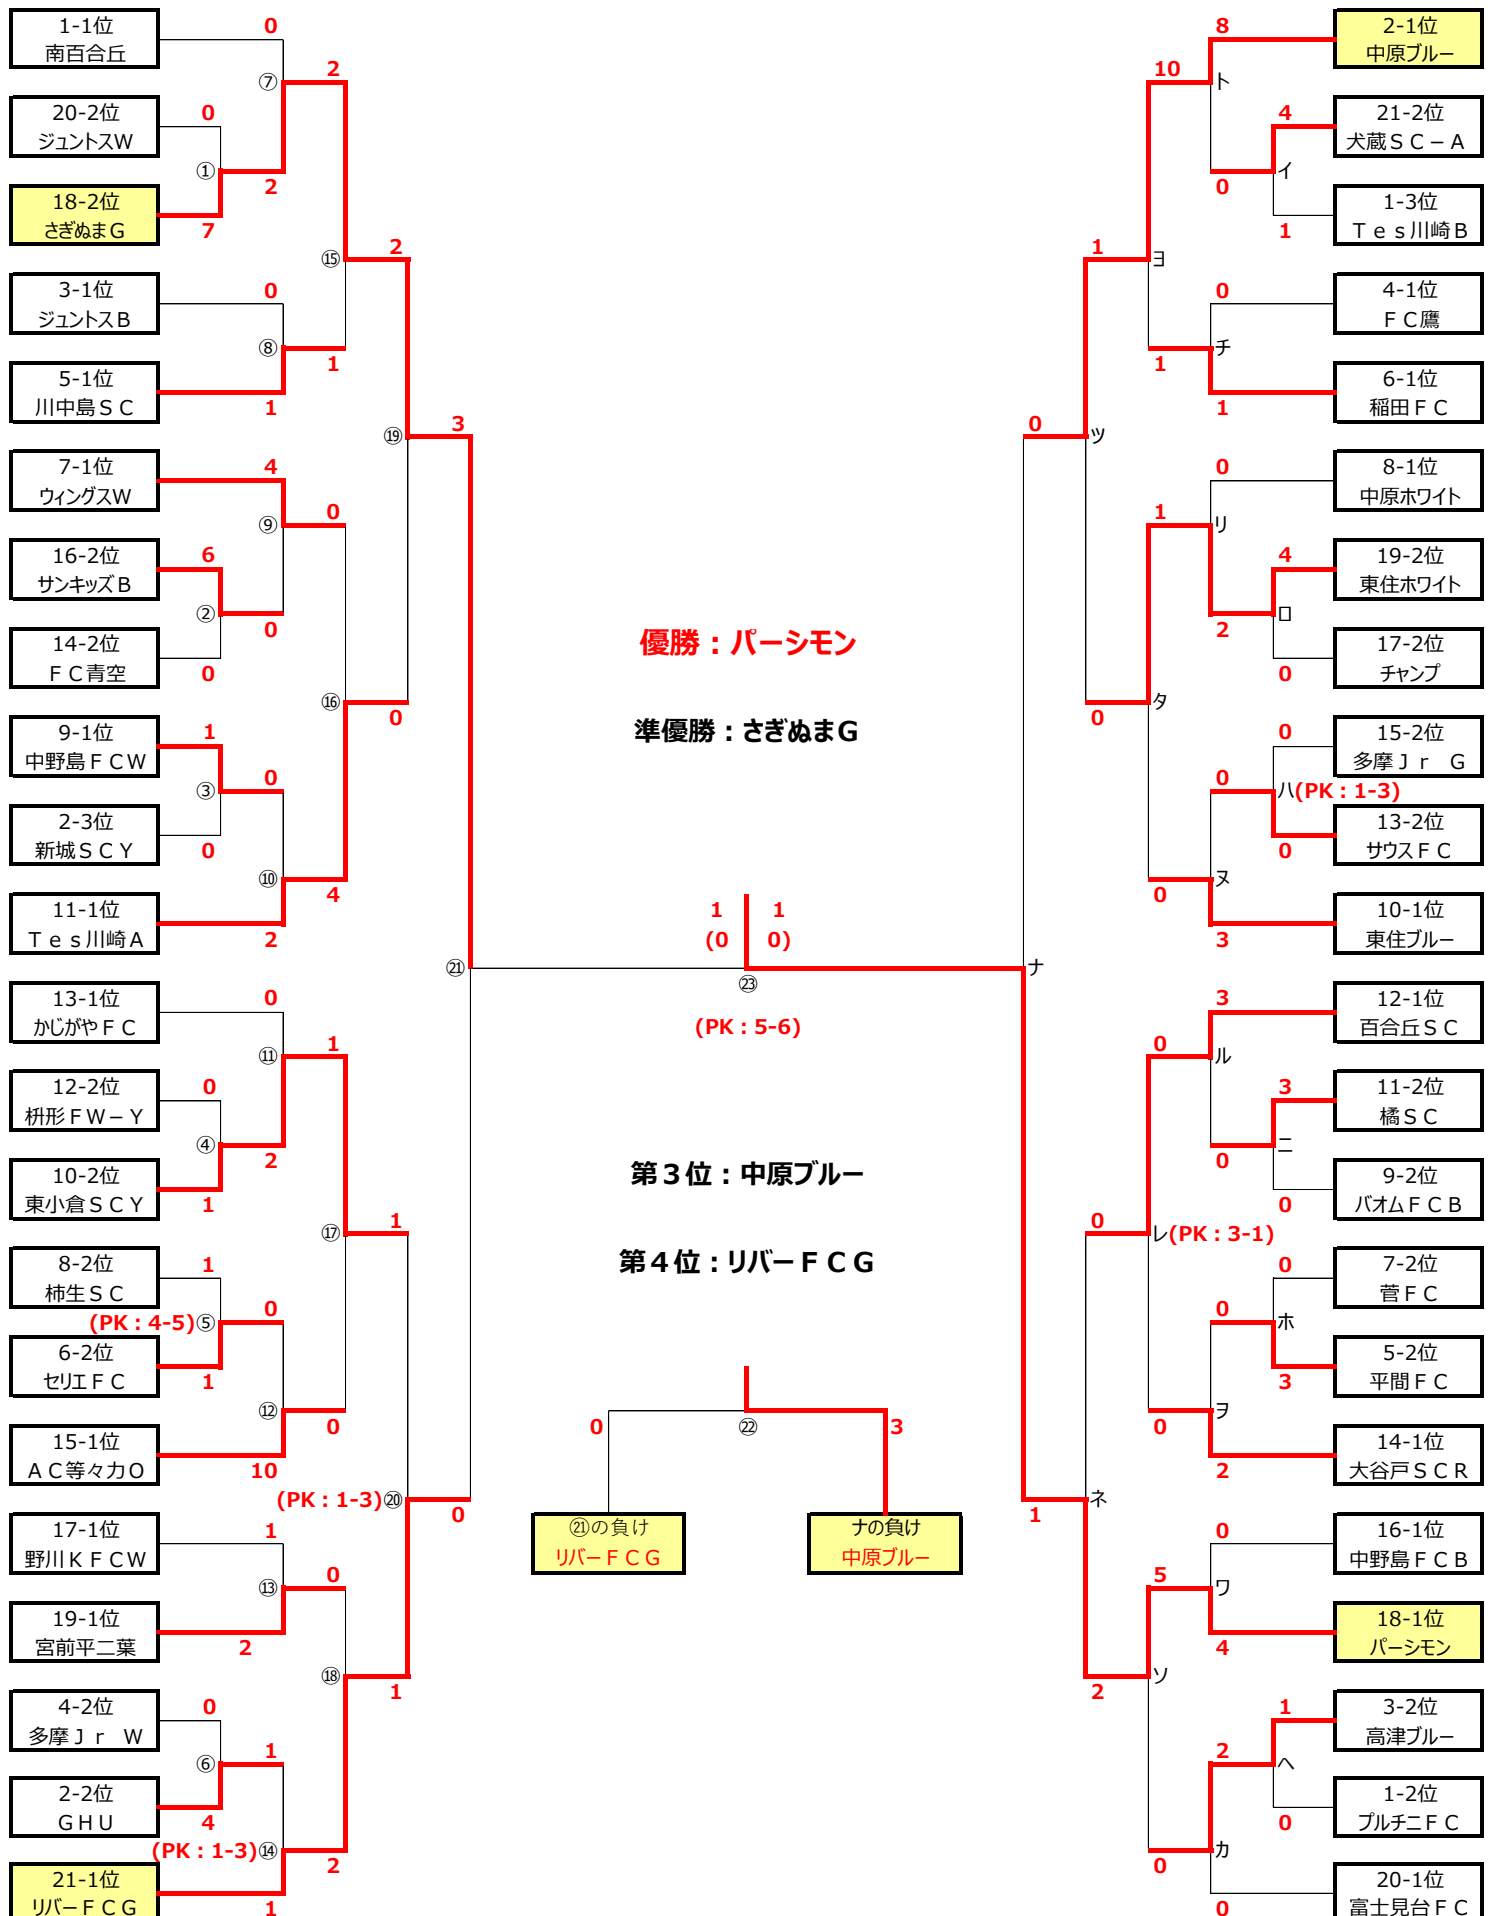 1-1位
南百合丘
0
⑦
2
20-2位
ジュントスW
0
①
2
18-2位
さぎぬまG
7
⑮
2
3-1位
ジュントスB
0
⑧
1
5-1位
川中島SC
1
⑲
3
7-1位
ウィングスW
4
⑨
0
16-2位
サンキッズB
6
②
0
14-2位
FC青空
0
⑯
0
9-1位
中野島FCW
1
③
0
2-3位
新城SCY
0
⑩
4
11-1位
Tes川崎A
2
㉑
13-1位
かじがやFC
0
⑪
1
12-2位
枡形FW-Y
0
④
2
10-2位
東小倉SCY
1
⑰
1
8-2位
柿生SC
1
(PK:4-5)⑤
0
6-2位
セリエFC
1
⑫
0
15-1位
AC等々力O
10
(PK:1-3)⑳
0
17-1位
野川KFCW
1
⑬
0
19-1位
宮前平二葉
2
⑱
1
4-2位
多摩Jr W
0
⑥
1
2-2位
GHU
4
(PK:1-3)⑭
2
21-1位
リバーFCG
1
優勝:パーシモン
準優勝:さぎぬまG
1 1
(0 0)
㉓
(PK:5-6)
第3位:中原ブルー
第4位:リバーFCG
0
㉒
3
㉑の負け
リバーFCG
ナの負け
中原ブルー
8
2-1位
中原ブルー
10
ト
4
21-2位
犬蔵SC-A
0
イ
1
1-3位
Tes川崎B
1
ヨ
0
4-1位
FC鷹
1
チ
1
6-1位
稲田FC
0
ツ
0
8-1位
中原ホワイト
1
リ
4
19-2位
東住ホワイト
2
ロ
0
17-2位
チャンプ
0
タ
0
15-2位
多摩Jr G
0
ハ(PK:1-3)
0
13-2位
サウスFC
0
ヌ
3
10-1位
東住ブルー
ナ
3
12-1位
百合丘SC
0
ル
3
11-2位
橘SC
0
ニ
0
9-2位
バオムFCB
0
レ(PK:3-1)
0
7-2位
菅FC
0
ホ
3
5-2位
平間FC
0
ヲ
2
14-1位
大谷戸SCR
1
ネ
0
16-1位
中野島FCB
5
ワ
4
18-1位
パーシモン
2
ソ
1
3-2位
高津ブルー
2
ヘ
0
1-2位
プルチニFC
0
カ
0
20-1位
富士見台FC